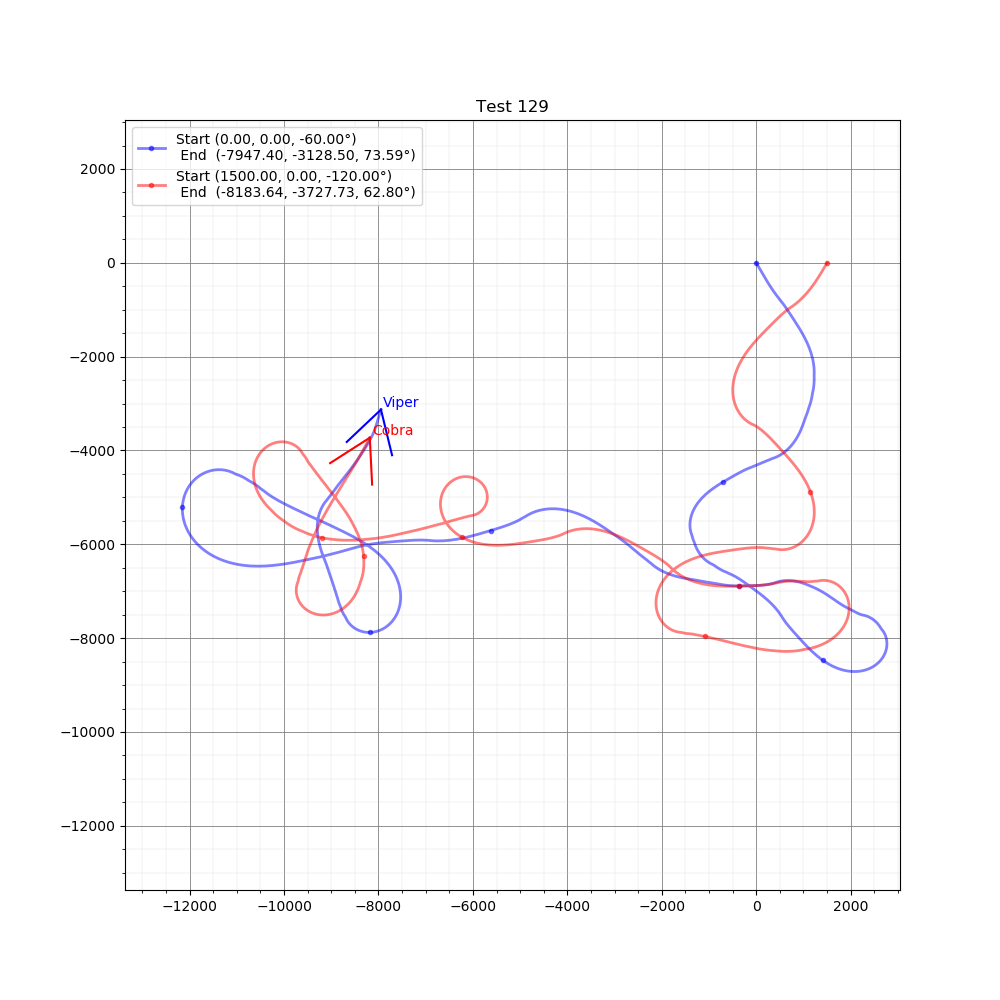 Test 129
Start (0.00, 0.00, -60.00°)
End  (-7947.40, -3128.50, 73.59°)
Start (1500.00, 0.00, -120.00°)
End  (-8183.64, -3727.73, 62.80°)
2000
0
−2000
−4000
−6000
−8000
−10000
−12000
Viper
Cobra
−12000 −10000 −8000 −6000 −4000 −2000 0 2000